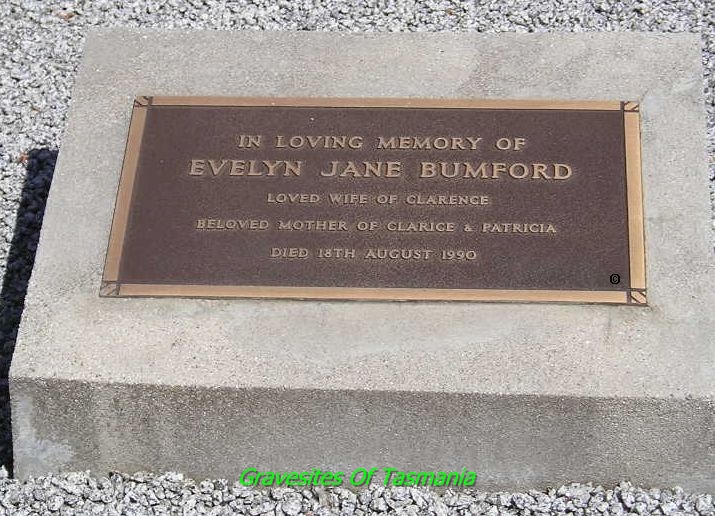 IN LOVING MEMORY OF
EVELYN JANE BUMFORD
LOVED WIFE OF CLARENCE
BELOVED MOTHER OF CLARICE & PATRICIA
DIED 18TH AUGUST 1990
©
Gravesites Of Tasmania